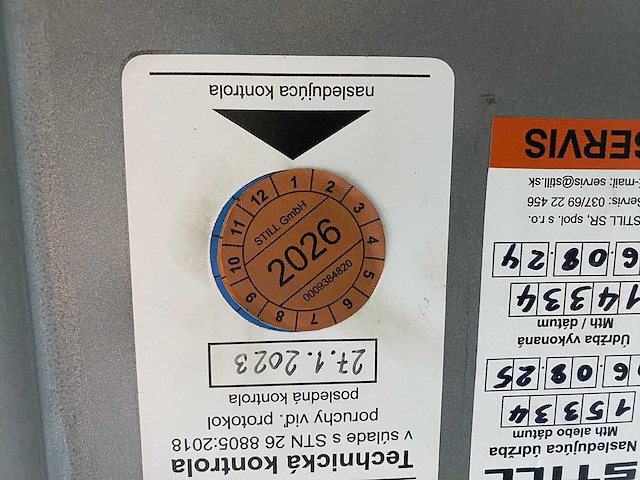 Technická kontrola
v súlade s STN 26 8805:2018
poruchy viď. protokol
posledná kontrola
27.1.2023
1 2 3 4 5 6 7 8 9 10 11 12
STILL GmbH
2026
0009384820
nasledujúca kontrola
STILL
Nasledujúca údržba
Mth alebo dátum
15334
6.08.25
Údržba vykonaná
Mth / dátum
14334
6.08.24
STILL, SR, spol. s r.o.
Servis: 037/69 22 456
-mail: servis@still.sk
SERVIS